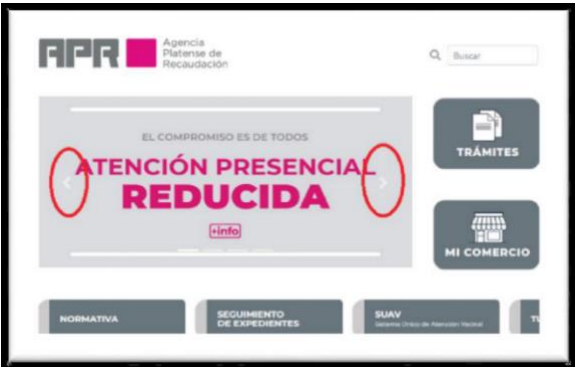 APR
Agencia
Platense de
Recaudación
Buscar
EL COMPROMISO ES DE TODOS
ATENCIÓN PRESENCIAL
REDUCIDA
+info
TRÁMITES
MI COMERCIO
NORMATIVA
SEGUIMIENTO
DE EXPEDIENTES
SUAV
Sistema Único de Atención Vecinal
TU